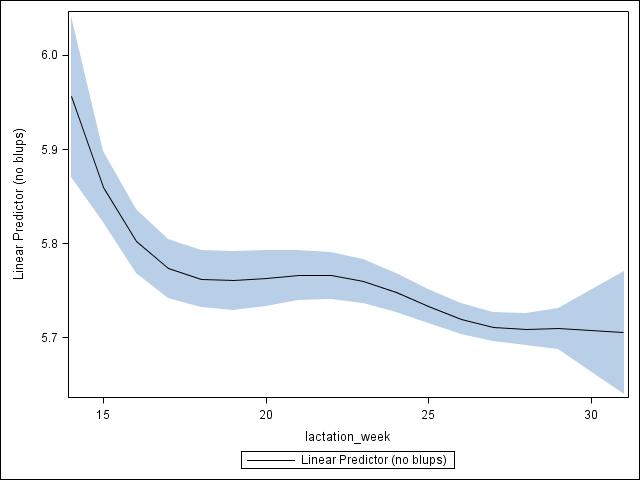 Linear Predictor (no blups)
6.0
5.9
5.8
5.7
15 20 25 30
lactation_week
Linear Predictor (no blups)